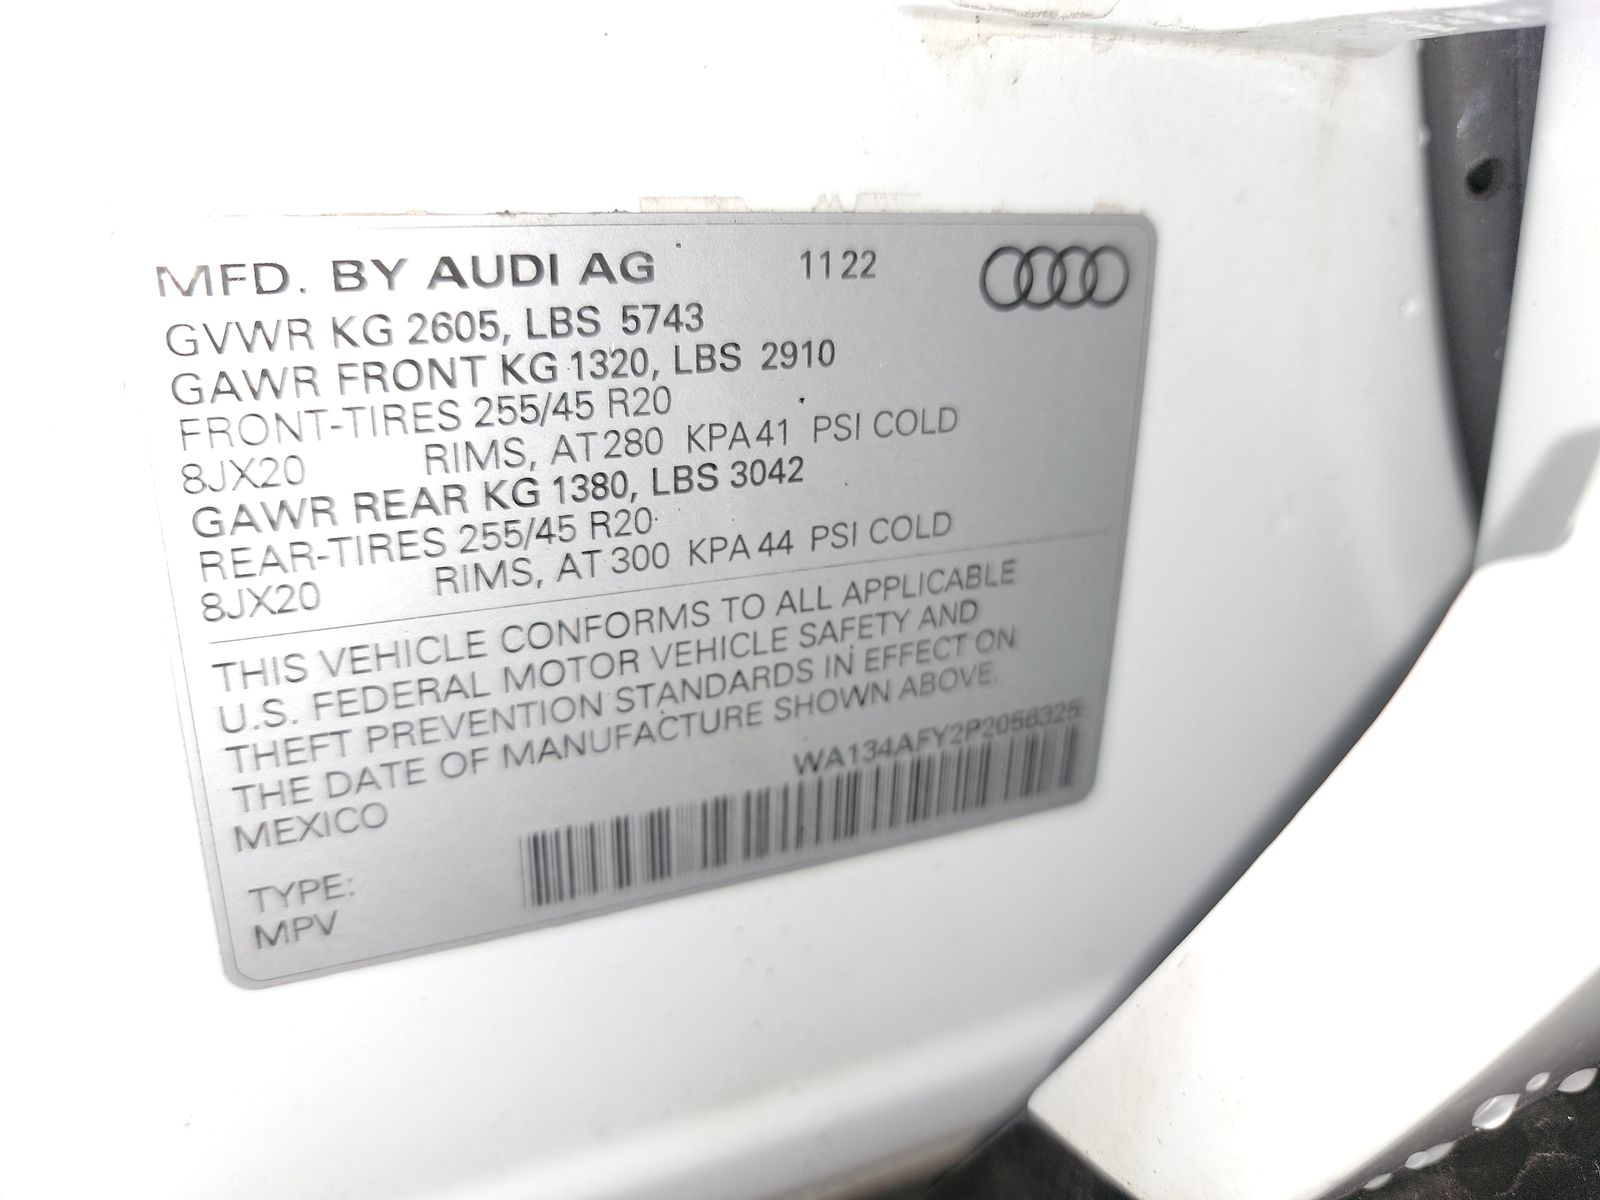 MFD. BY AUDI AG 1122
GVWR KG 2605, LBS 5743
GAWR FRONT KG 1320, LBS 2910
FRONT-TIRES 255/45 R20
8JX20 RIMS, AT 280 KPA 41 PSI COLD
GAWR REAR KG 1380, LBS 3042
REAR-TIRES 255/45 R20
8JX20 RIMS, AT 300 KPA 44 PSI COLD
THIS VEHICLE CONFORMS TO ALL APPLICABLE
U.S. FEDERAL MOTOR VEHICLE SAFETY AND
THEFT PREVENTION STANDARDS IN EFFECT ON
THE DATE OF MANUFACTURE SHOWN ABOVE.
WA134AFY2P2056325
MEXICO
TYPE:
MPV